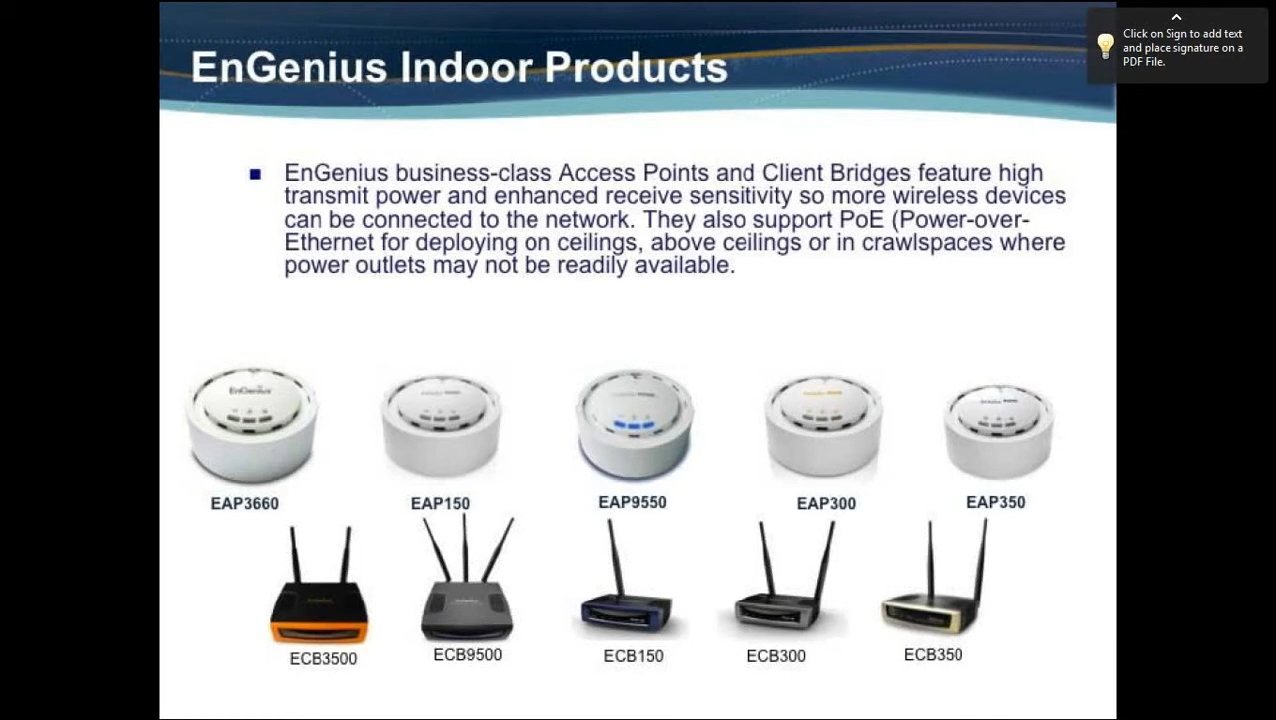 EnGenius Indoor Products
Click on Sign to add text
and place signature on a
PDF File.
EnGenius business-class Access Points and Client Bridges feature high
transmit power and enhanced receive sensitivity so more wireless devices
can be connected to the network. They also support PoE (Power-over-
Ethernet for deploying on ceilings, above ceilings or in crawlspaces where
power outlets may not be readily available.
EnGenius
EAP3660
EAP150
EAP9550
EAP300
EAP350
ECB3500
ECB9500
ECB150
ECB300
ECB350